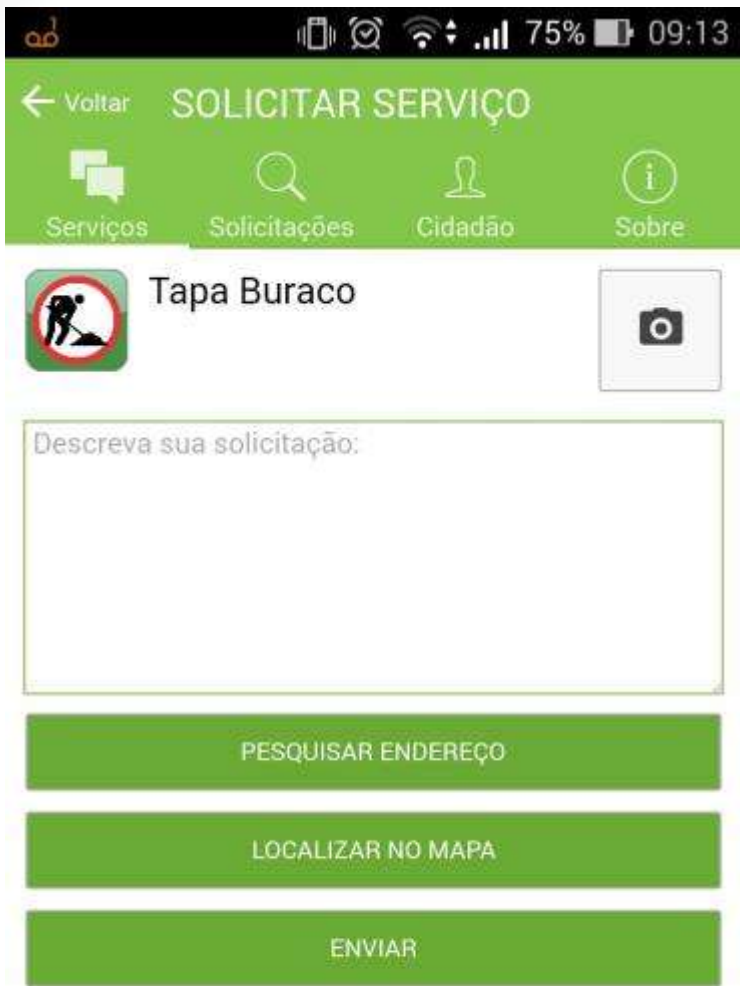 75% 09:13
Voltar SOLICITAR SERVIÇO
Serviços Solicitações Cidadão Sobre
Tapa Buraco
Descreva sua solicitação:
PESQUISAR ENDEREÇO
LOCALIZAR NO MAPA
ENVIAR